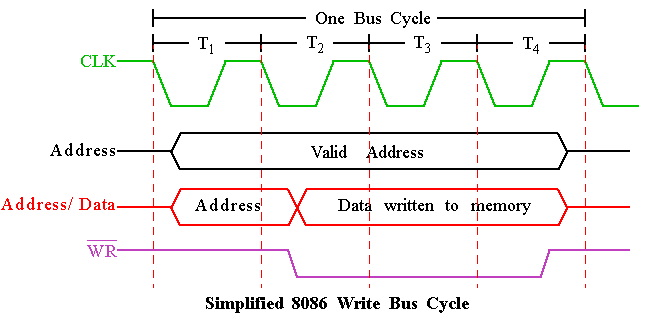 One Bus Cycle
T1 T2 T3 T4
CLK
Address Valid Address
Address/ Data Address Data written to memory
WR
Simplified 8086 Write Bus Cycle